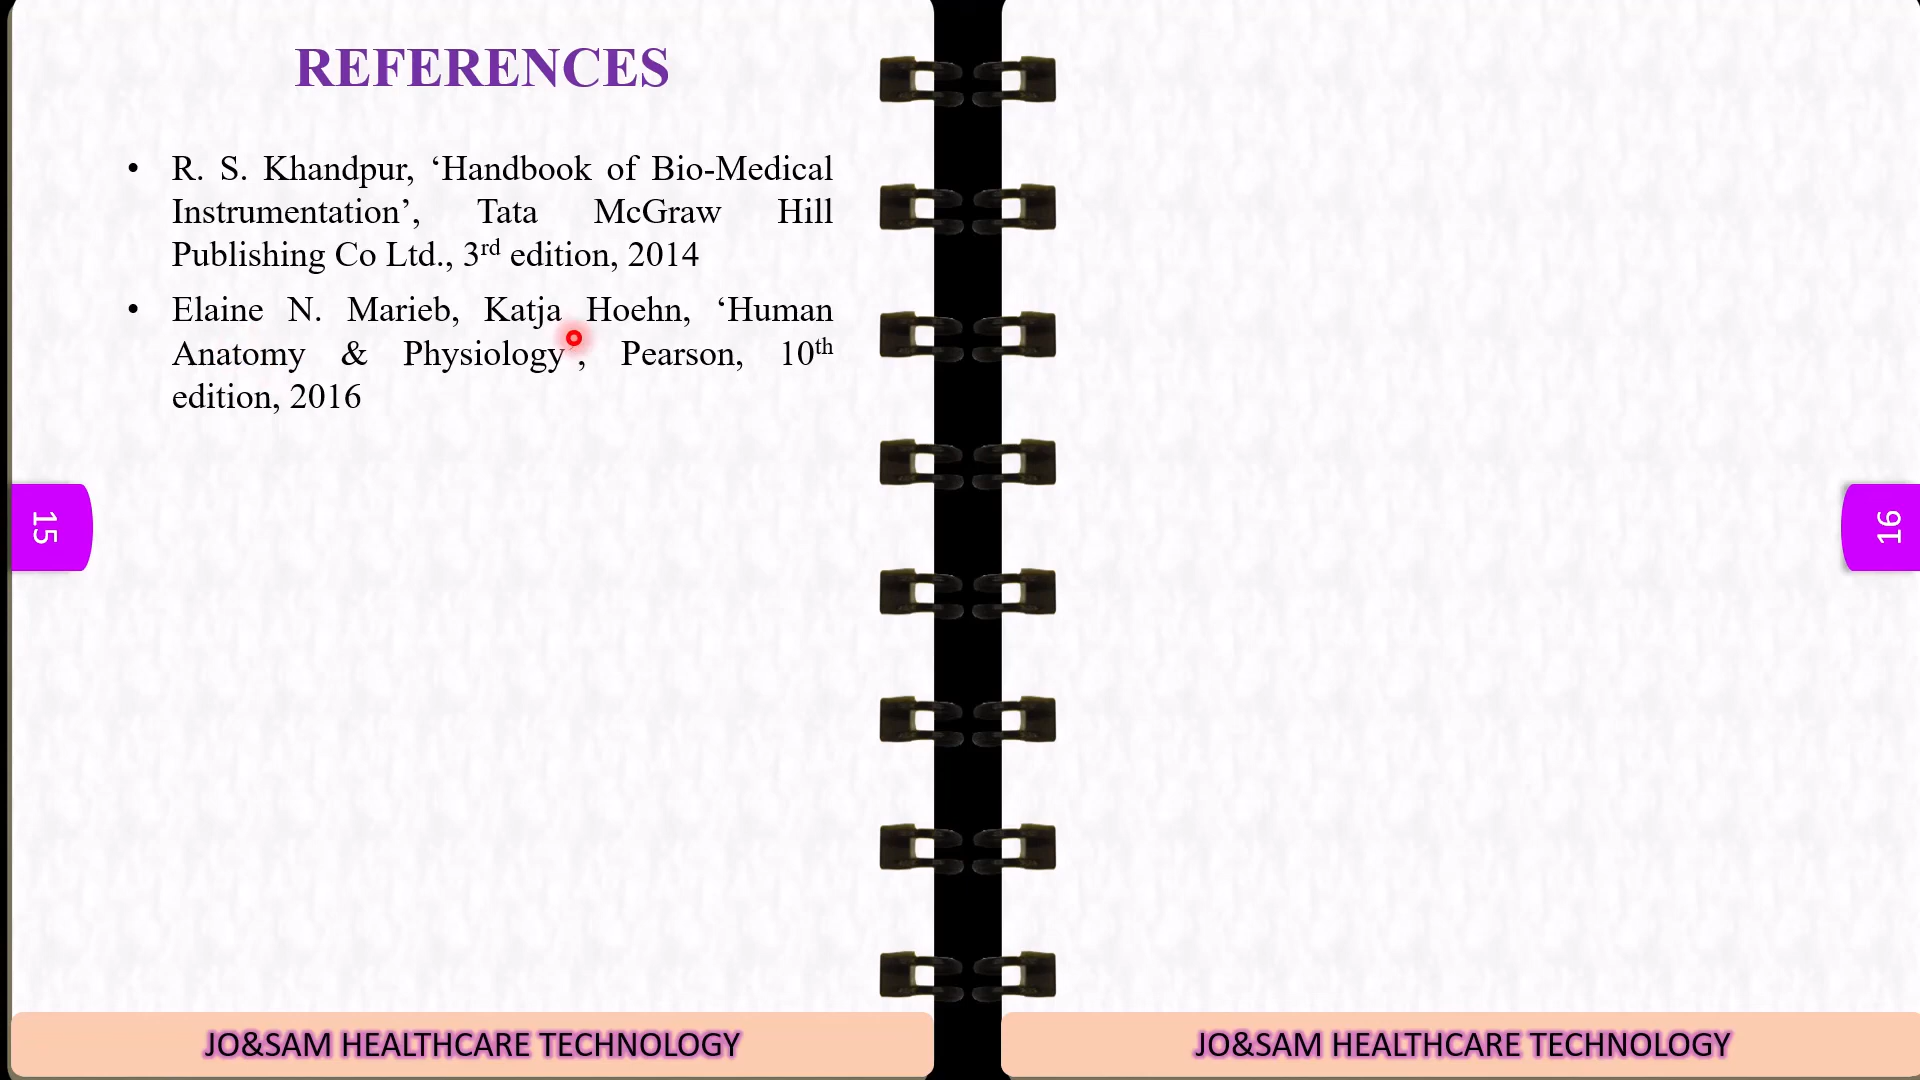 REFERENCES
• R. S. Khandpur, ‘Handbook of Bio-Medical
Instrumentation’, Tata McGraw Hill
Publishing Co Ltd., 3rd edition, 2014
• Elaine N. Marieb, Katja Hoehn, ‘Human
Anatomy & Physiology’, Pearson, 10th
edition, 2016
15
JO&SAM HEALTHCARE TECHNOLOGY
16
JO&SAM HEALTHCARE TECHNOLOGY